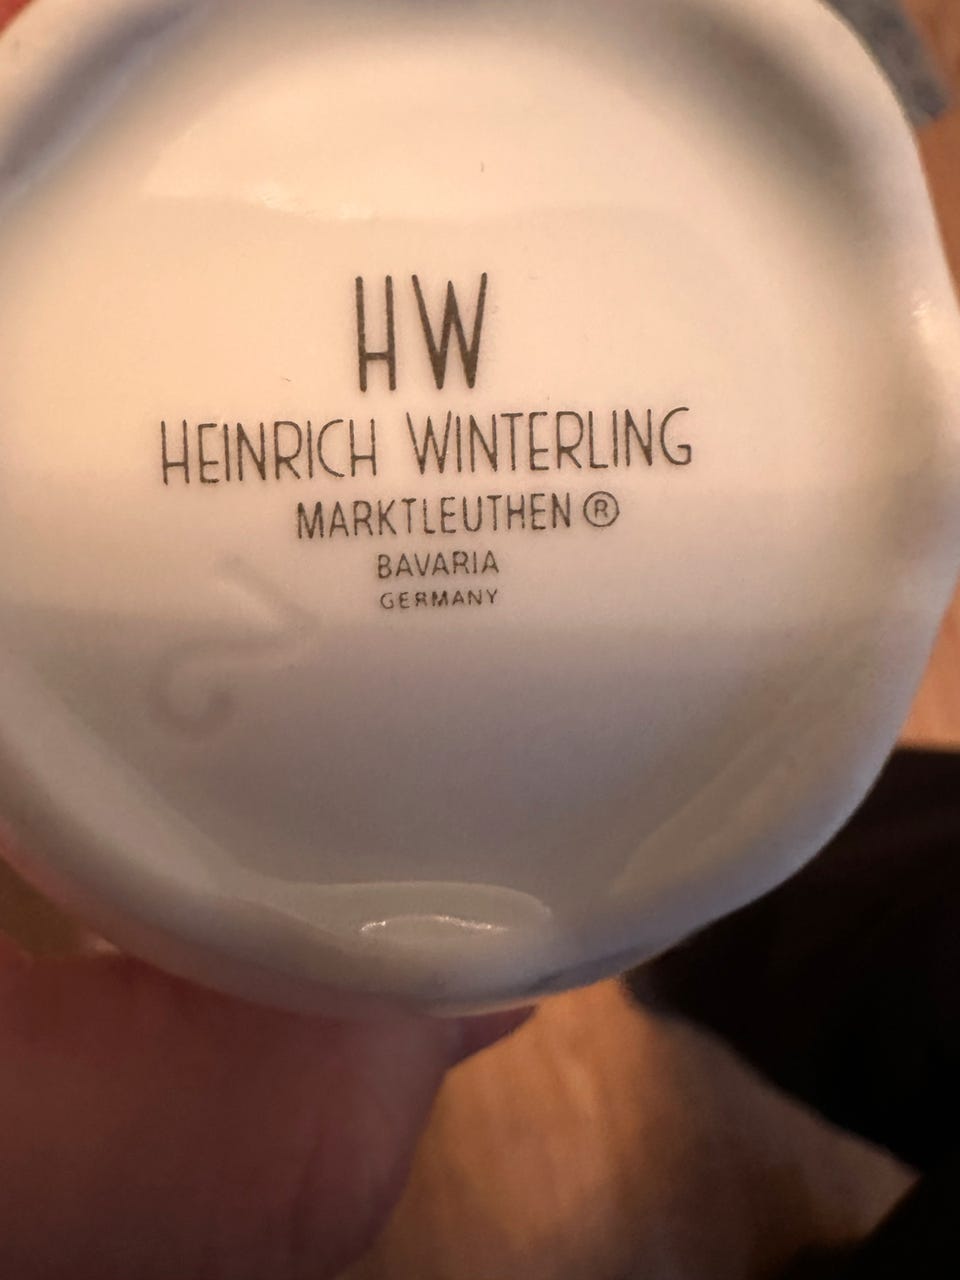 HW
HEINRICH WINTERLING
MARKTLEUTHEN ®
BAVARIA
GERMANY